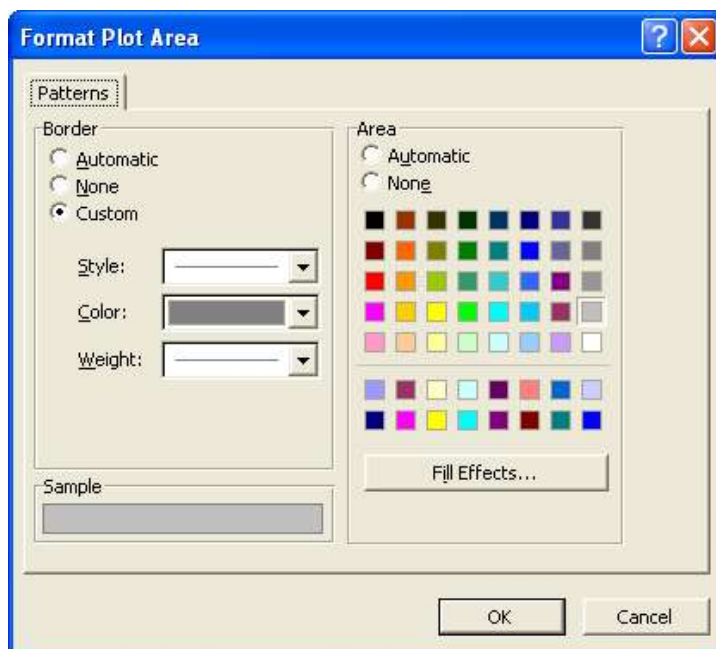 Format Plot Area
?
Patterns
Border
Automatic
None
Custom
Style:
Color:
Weight:
Sample
Area
Automatic
None
Fill Effects...
OK
Cancel